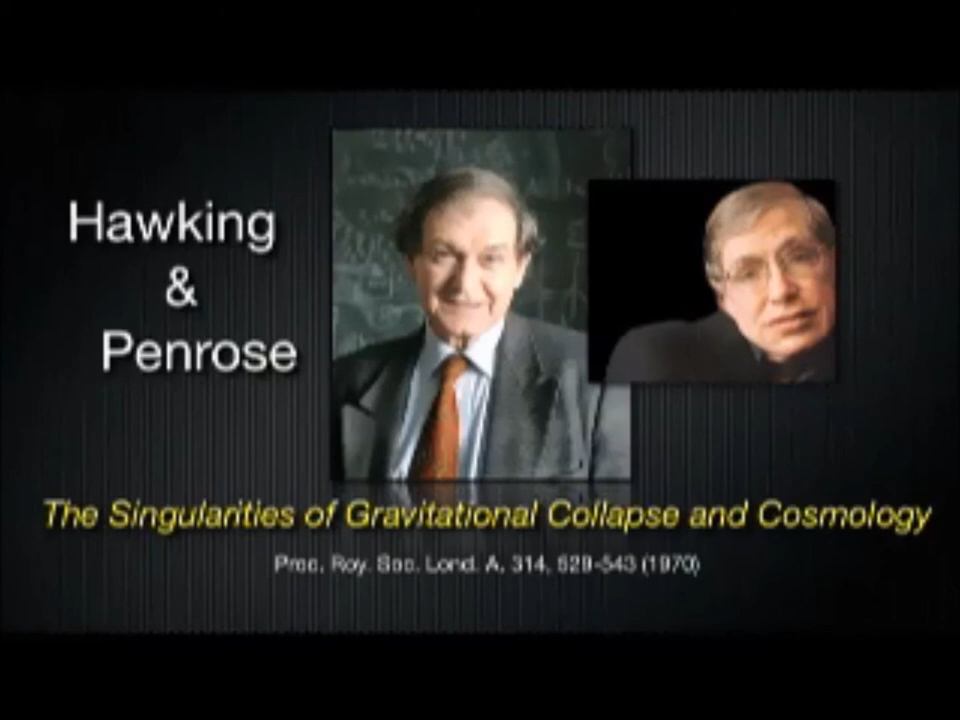 Hawking
&
Penrose
The Singularities of Gravitational Collapse and Cosmology
Proc. Roy. Soc. Lond. A, 314, 529-543 (1970)